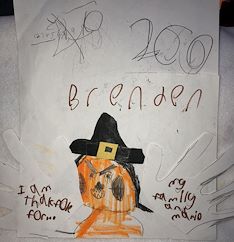 200
Brenden
I am
thankful
for...
my
family
and
mario